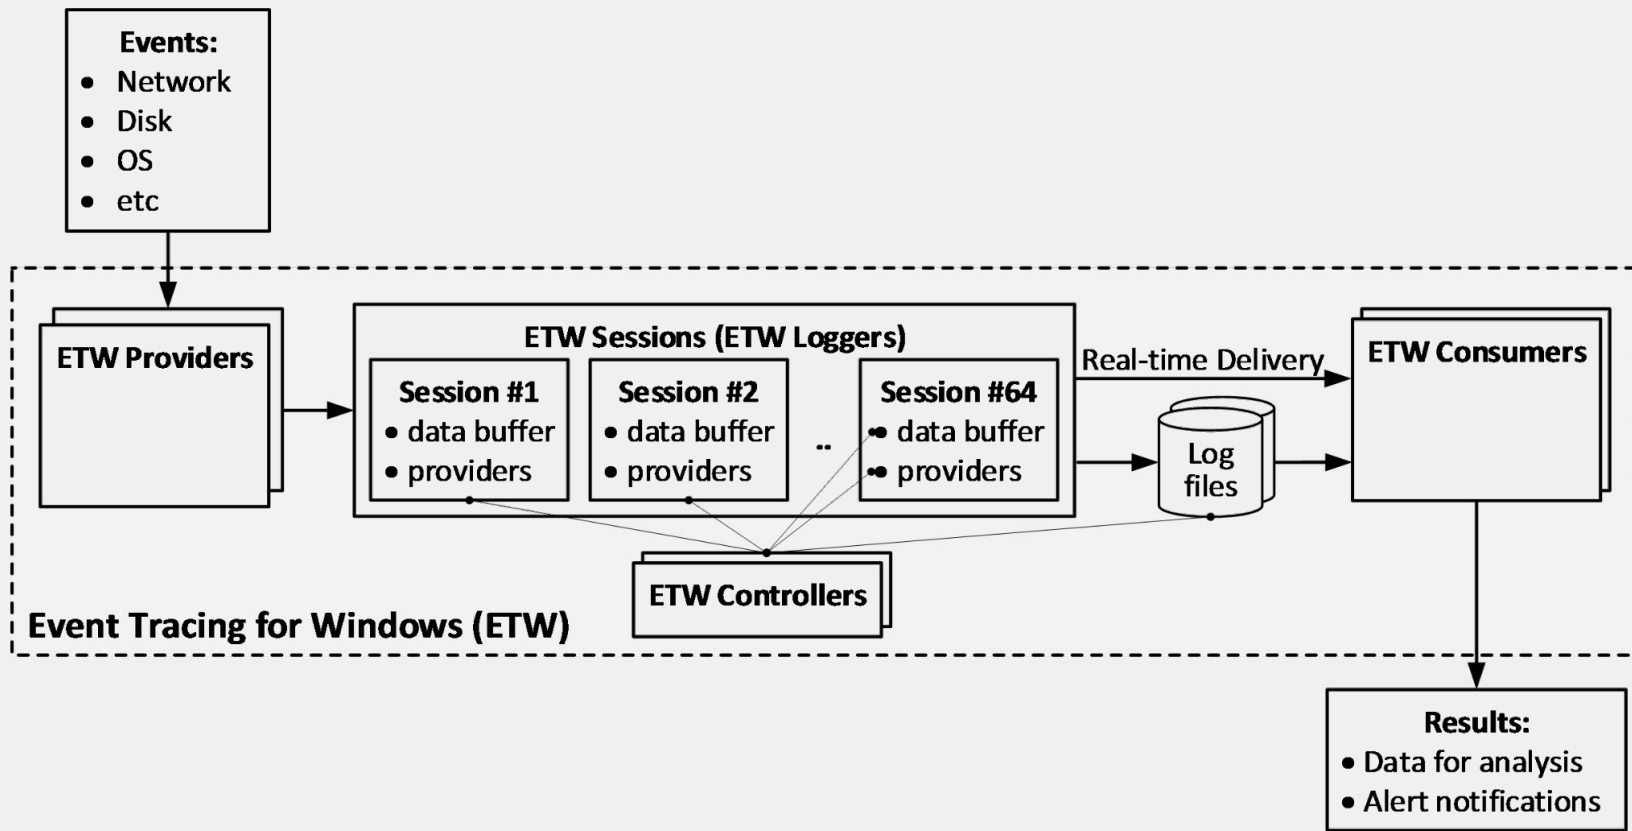 Events:
• Network
• Disk
• OS
• etc
ETW Providers
ETW Sessions (ETW Loggers)
Session #1
• data buffer
• providers
Session #2
• data buffer
• providers
..
Session #64
• data buffer
• providers
Real-time Delivery
Log
files
ETW Consumers
ETW Controllers
Event Tracing for Windows (ETW)
Results:
• Data for analysis
• Alert notifications